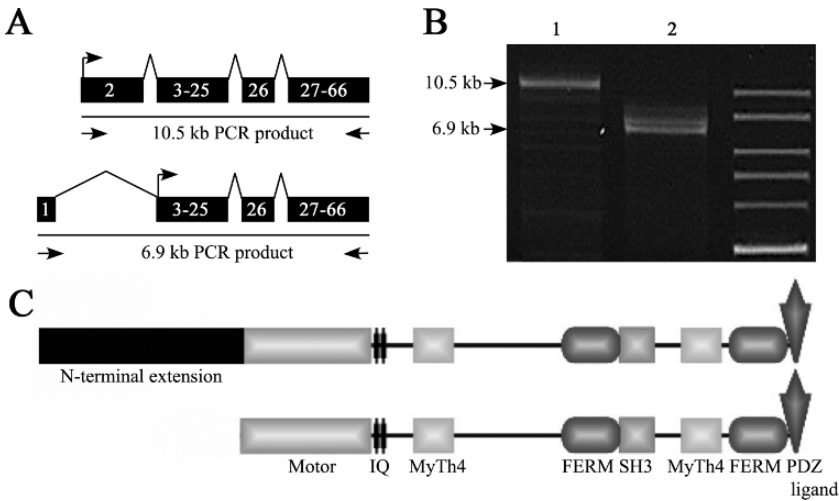 A
2
3-25
26
27-66
10.5 kb PCR product
1
3-25
26
27-66
6.9 kb PCR product
B
1
2
10.5 kb
6.9 kb
C
N-terminal extension
Motor
IQ
MyTh4
FERM
SH3
MyTh4
FERM
PDZ
ligand